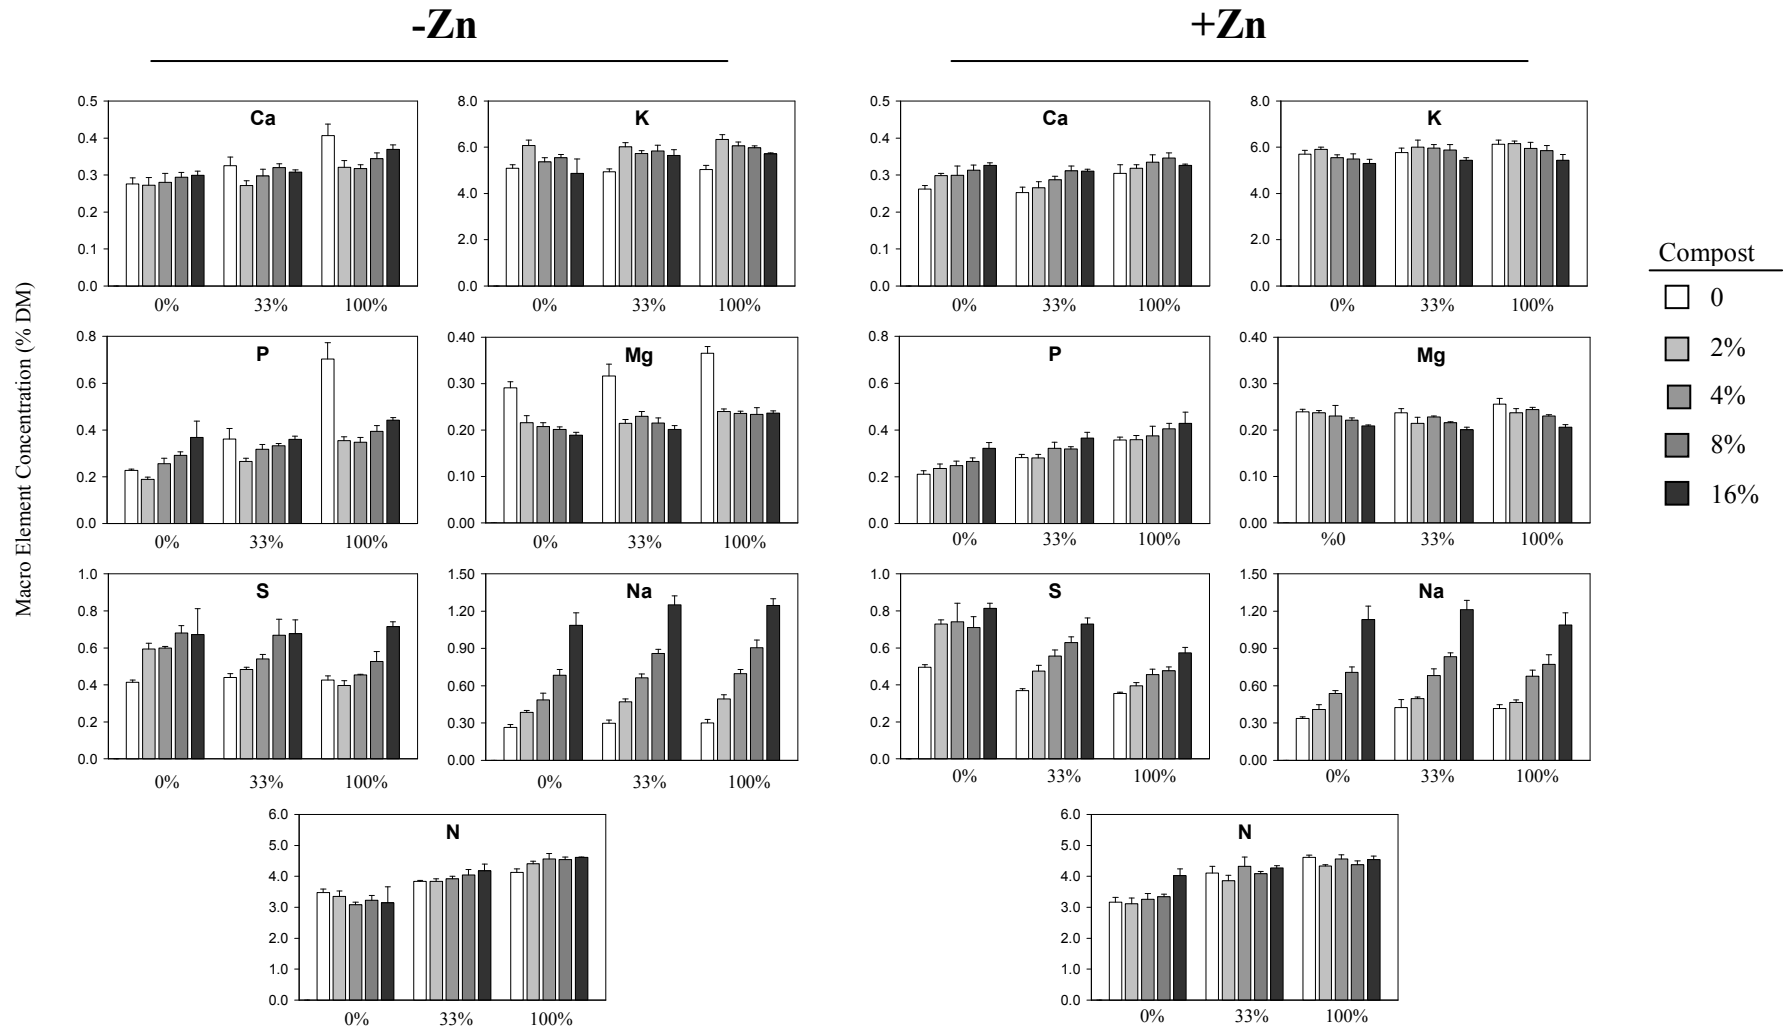 -Zn
+Zn
Macro Element Concentration (% DM)
Ca
0.5
0.4
0.3
0.2
0.1
0.0
0% 33% 100%
K
8.0
6.0
4.0
2.0
0.0
0% 33% 100%
Ca
0.5
0.4
0.3
0.2
0.1
0.0
0% 33% 100%
K
8.0
6.0
4.0
2.0
0.0
0% 33% 100%
P
0.8
0.6
0.4
0.2
0.0
0% 33% 100%
Mg
0.40
0.30
0.20
0.10
0.00
0% 33% 100%
P
0.8
0.6
0.4
0.2
0.0
0% 33% 100%
Mg
0.40
0.30
0.20
0.10
0.00
%0 33% 100%
S
1.0
0.8
0.6
0.4
0.2
0.0
0% 33% 100%
Na
1.50
1.20
0.90
0.60
0.30
0.00
0% 33% 100%
S
1.0
0.8
0.6
0.4
0.2
0.0
0% 33% 100%
Na
1.50
1.20
0.90
0.60
0.30
0.00
0% 33% 100%
N
6.0
5.0
4.0
3.0
2.0
1.0
0.0
0% 33% 100%
N
6.0
5.0
4.0
3.0
2.0
1.0
0.0
0% 33% 100%
Compost
0
2%
4%
8%
16%